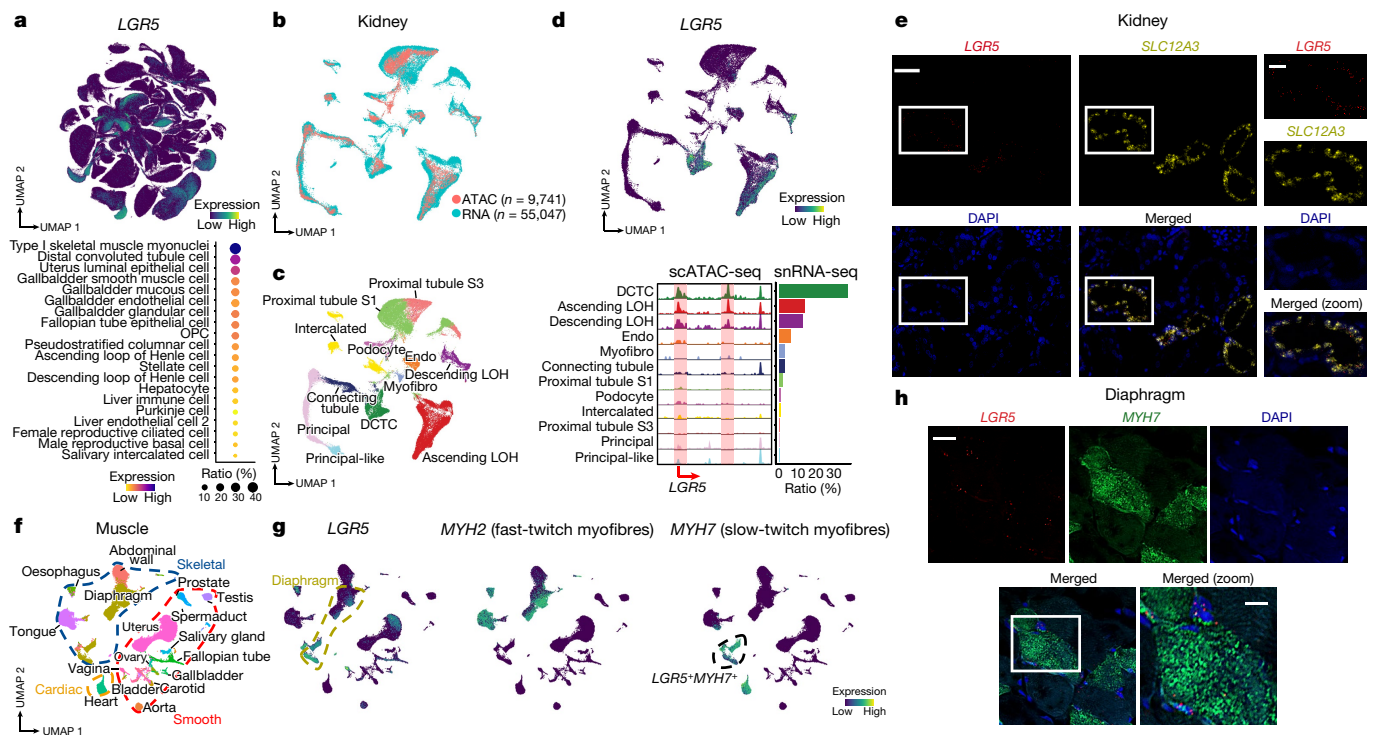 a
LGR5
UMAP 2
UMAP 1
Expression
Low High
Type I skeletal muscle myonuclei
Distal convoluted tubule cell
Uterus luminal epithelial cell
Gallbaldder smooth muscle cell
Gallbladder mucous cell
Gallbladder endothelial cell
Gallbladder glandular cell
Fallopian tube epithelial cell
OPC
Pseudostratified columnar cell
Ascending loop of Henle cell
Stellate cell
Descending loop of Henle cell
Hepatocyte
Liver immune cell
Purkinje cell
Liver endothelial cell 2
Female reproductive ciliated cell
Male reproductive basal cell
Salivary intercalated cell
Expression
Low High
Ratio (%)
10 20 30 40
b
Kidney
ATAC (n = 9,741)
RNA (n = 55,047)
UMAP 2
UMAP 1
c
Proximal tubule S3
Proximal tubule S1
Intercalated
Podocyte
Endo
Descending LOH
Myofibro
Connecting
tubule
DCTC
Principal
Principal-like
Ascending LOH
UMAP 2
UMAP 1
d
LGR5
UMAP 2
UMAP 1
Expression
Low High
scATAC-seq
snRNA-seq
DCTC
Ascending LOH
Descending LOH
Endo
Myofibro
Connecting tubule
Proximal tubule S1
Podocyte
Intercalated
Proximal tubule S3
Principal
Principal-like
LGR5
0 10 20 30
Ratio (%)
e
Kidney
LGR5
SLC12A3
LGR5
SLC12A3
DAPI
Merged
DAPI
Merged (zoom)
f
Muscle
Abdominal
wall
Skeletal
Oesophagus
Prostate
Diaphragm
Testis
Spermaduct
Tongue
Uterus
Salivary gland
Ovary
Fallopian tube
Vagina
Gallbladder
Cardiac
Bladder
Carotid
Heart
Aorta
Smooth
UMAP 2
UMAP 1
g
LGR5
MYH2 (fast-twitch myofibres)
MYH7 (slow-twitch myofibres)
Diaphragm
LGR5+MYH7+
Expression
Low High
h
Diaphragm
LGR5
MYH7
DAPI
Merged
Merged (zoom)